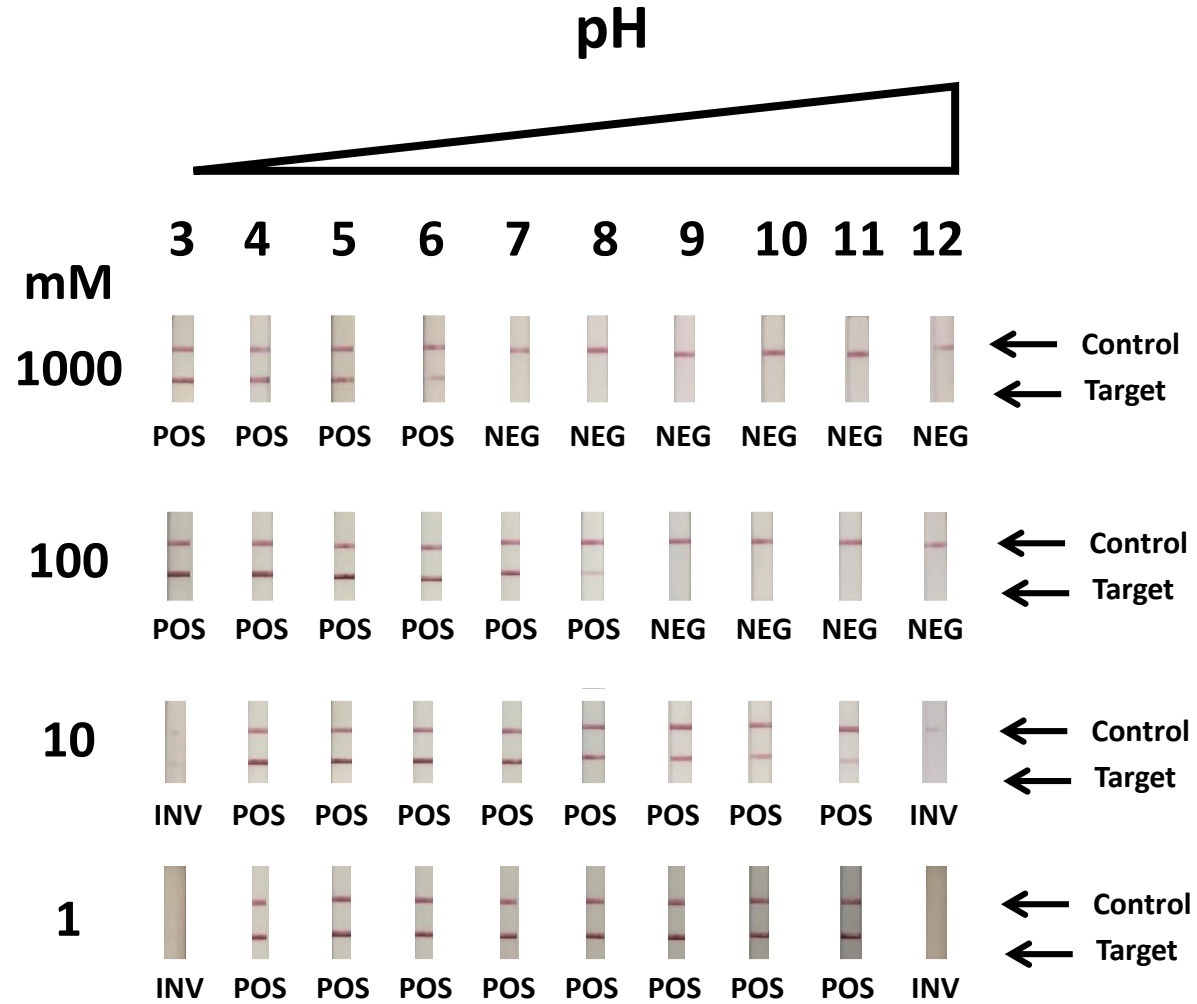 pH
3 4 5 6 7 8 9 10 11 12
mM
1000
Control
Target
POS POS POS POS NEG NEG NEG NEG NEG NEG
100
Control
Target
POS POS POS POS POS POS NEG NEG NEG NEG
10
Control
Target
INV POS POS POS POS POS POS POS POS INV
1
Control
Target
INV POS POS POS POS POS POS POS POS INV